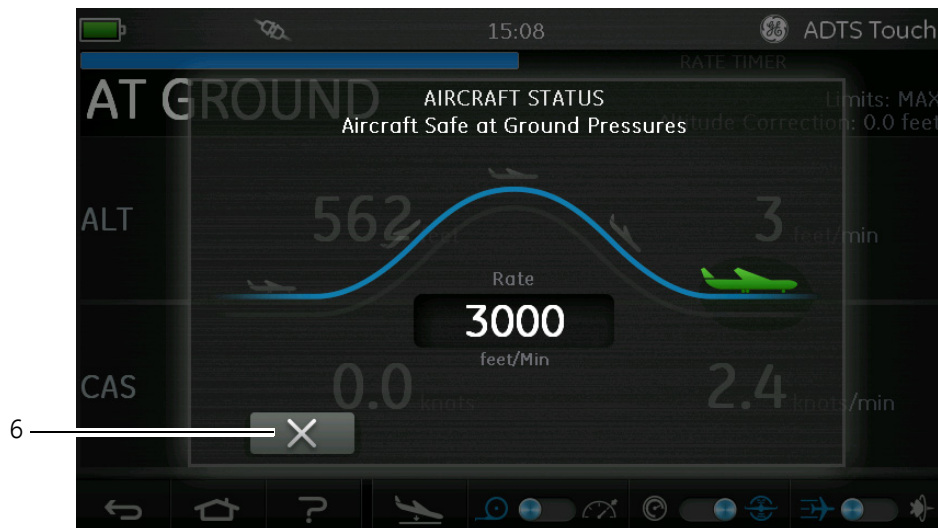 15:08
ADTS Touch
RATE TIMER
AT GROUND
AIRCRAFT STATUS
Limits: MAX
Aircraft Safe at Ground Pressures
Altitude Correction: 0.0 feet
ALT
562 feet
3 feet/min
Rate
3000
feet/Min
CAS
0.0 knots
2.4 knots/min
6
?